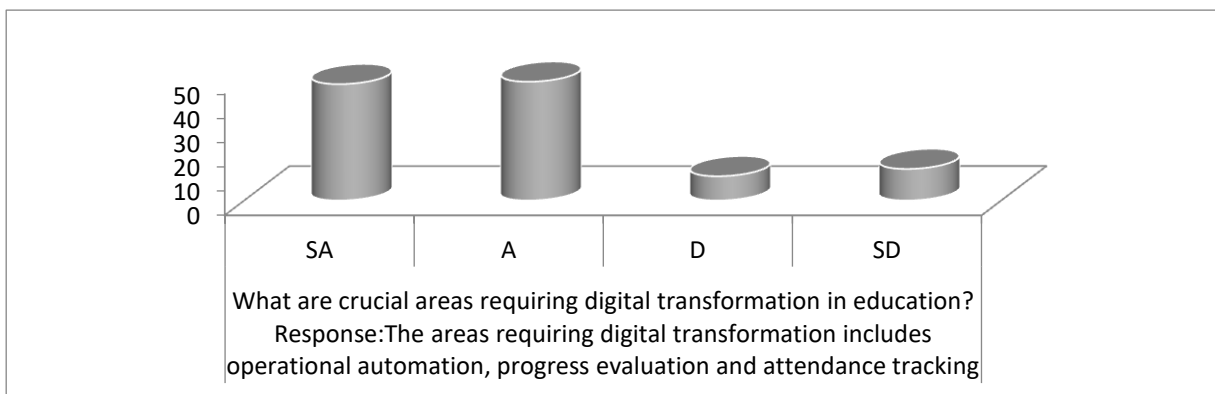 50
40
30
20
10
0
SA A D SD
What are crucial areas requiring digital transformation in education?
Response:The areas requiring digital transformation includes
operational automation, progress evaluation and attendance tracking